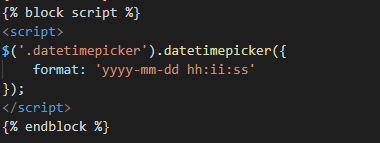 {% block script %}
<script>
$('.datetimepicker').datetimepicker({
    format: 'yyyy-mm-dd hh:ii:ss'
});
</script>
{% endblock %}